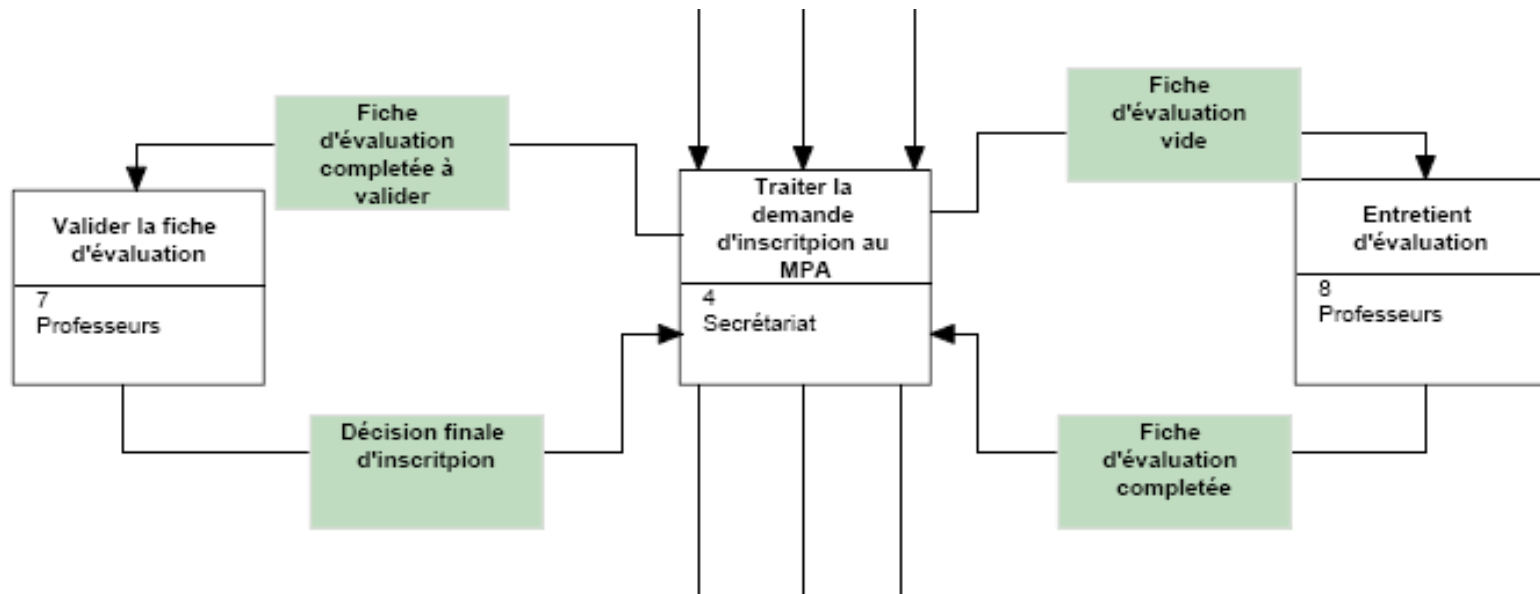 Fiche
d'évaluation
completée à
valider
Fiche
d'évaluation
vide
Valider la fiche
d'évaluation
7
Professeurs
Traiter la
demande
d'inscritpion au
MPA
4
Secrétariat
Entretient
d'évaluation
8
Professeurs
Décision finale
d'inscritpion
Fiche
d'évaluation
completée